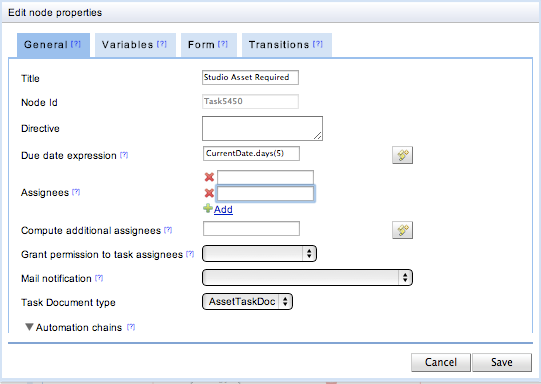 Edit node properties
General [?] Variables [?] Form [?] Transitions [?]
Title Studio Asset Required
Node Id Task5450
Directive
Due date expression [?] CurrentDate.days(5)
Assignees [?]
Add
Compute additional assignees [?]
Grant permission to task assignees [?]
Mail notification [?]
Task Document type AssetTaskDoc
Automation chains [?]
Cancel Save